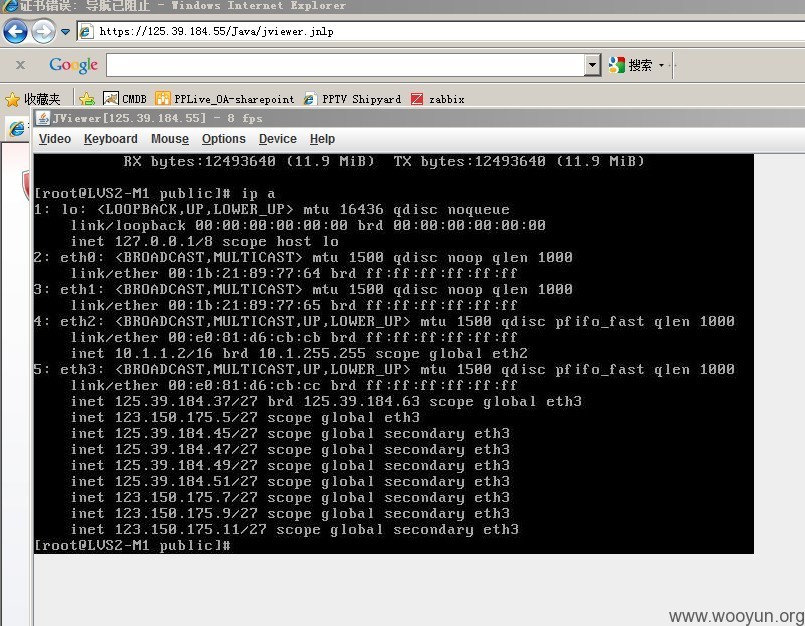 证书错误: 导航已阻止 - Windows Internet Explorer
https://125.39.184.55/Java/jviewer.jnlp
x Google 搜索
收藏夹 CMDB PPLive_OA-sharepoint PPTV Shipyard zabbix
JViewer[125.39.184.55] - 8 fps
Video Keyboard Mouse Options Device Help
RX bytes:12493640 (11.9 MiB) TX bytes:12493640 (11.9 MiB)
[root@LVS2-M1 public]# ip a
1: lo: <LOOPBACK,UP,LOWER_UP> mtu 16436 qdisc noqueue
link/loopback 00:00:00:00:00:00 brd 00:00:00:00:00:00
inet 127.0.0.1/8 scope host lo
2: eth0: <BROADCAST,MULTICAST> mtu 1500 qdisc noop qlen 1000
link/ether 00:1b:21:89:77:64 brd ff:ff:ff:ff:ff:ff
3: eth1: <BROADCAST,MULTICAST> mtu 1500 qdisc noop qlen 1000
link/ether 00:1b:21:89:77:65 brd ff:ff:ff:ff:ff:ff
4: eth2: <BROADCAST,MULTICAST,UP,LOWER_UP> mtu 1500 qdisc pfifo_fast qlen 1000
link/ether 00:e0:81:d6:cb:cb brd ff:ff:ff:ff:ff:ff
inet 10.1.1.2/16 brd 10.1.255.255 scope global eth2
5: eth3: <BROADCAST,MULTICAST,UP,LOWER_UP> mtu 1500 qdisc pfifo_fast qlen 1000
link/ether 00:e0:81:d6:cb:cc brd ff:ff:ff:ff:ff:ff
inet 125.39.184.37/27 brd 125.39.184.63 scope global eth3
inet 123.150.175.5/27 scope global eth3
inet 125.39.184.45/27 scope global secondary eth3
inet 125.39.184.47/27 scope global secondary eth3
inet 125.39.184.49/27 scope global secondary eth3
inet 125.39.184.51/27 scope global secondary eth3
inet 123.150.175.7/27 scope global secondary eth3
inet 123.150.175.9/27 scope global secondary eth3
inet 123.150.175.11/27 scope global secondary eth3
[root@LVS2-M1 public]#
www.wooyun.org